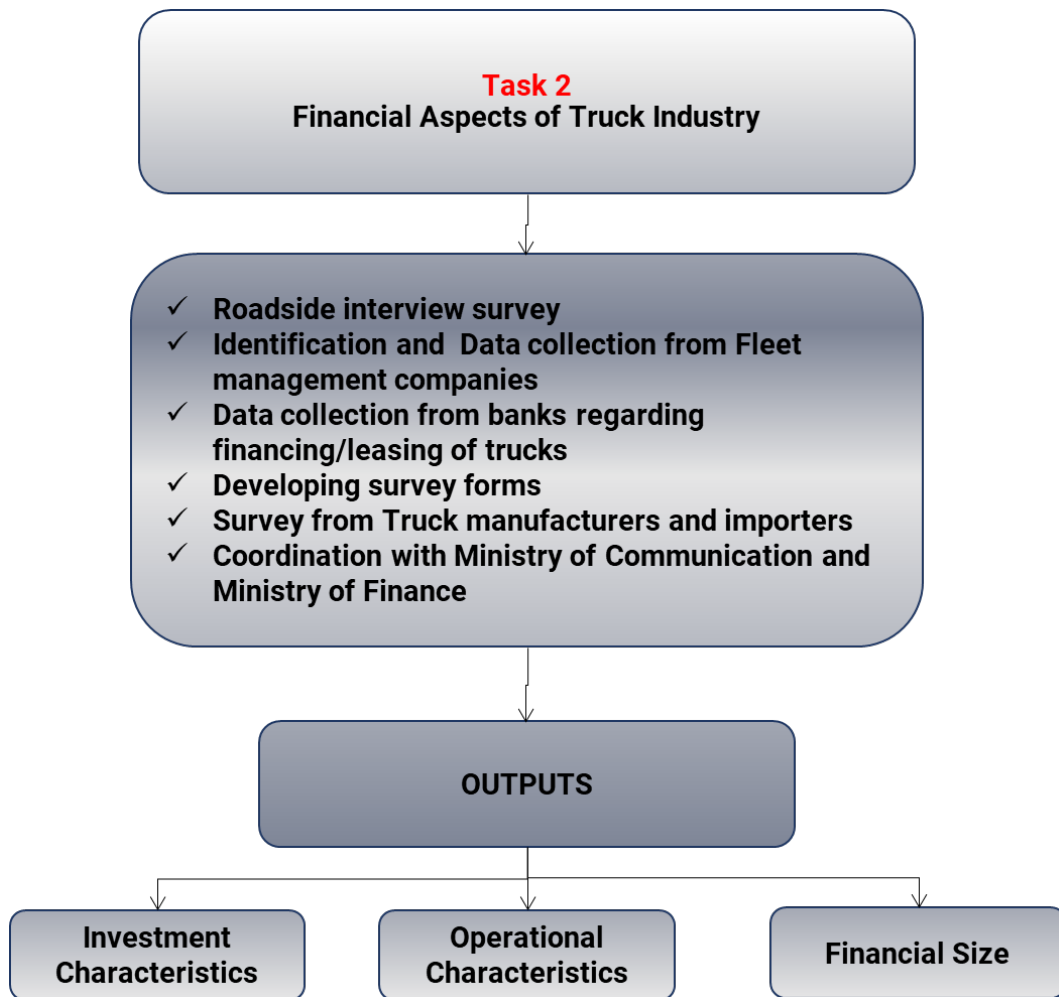 Task 2
Financial Aspects of Truck Industry
✓ Roadside interview survey
✓ Identification and  Data collection from Fleet
management companies
✓ Data collection from banks regarding
financing/leasing of trucks
✓ Developing survey forms
✓ Survey from Truck manufacturers and importers
✓ Coordination with Ministry of Communication and
Ministry of Finance
OUTPUTS
Investment
Characteristics
Operational
Characteristics
Financial Size